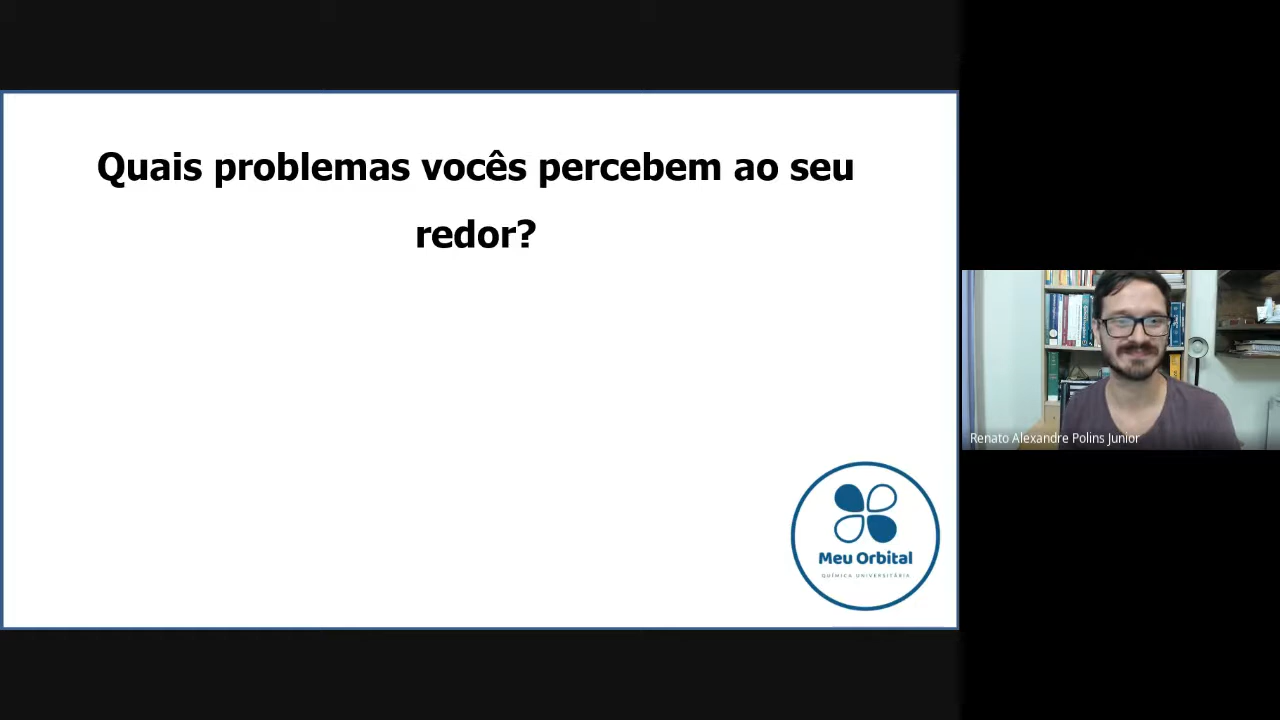 Quais problemas vocês percebem ao seu
redor?
Renato Alexandre Polins Junior
Meu Orbital
QUÍMICA UNIVERSITÁRIA